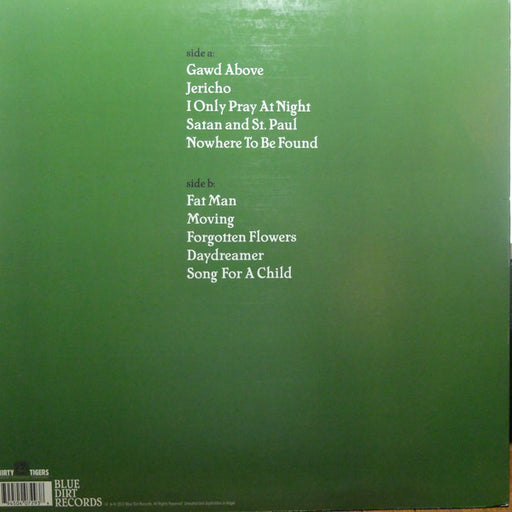 side a:
Gawd Above
Jericho
I Only Pray At Night
Satan and St. Paul
Nowhere To Be Found
side b:
Fat Man
Moving
Forgotten Flowers
Daydreamer
Song For A Child
TIGERS
BLUE
DIRT
RECORDS